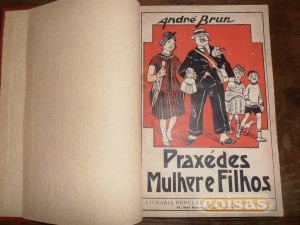 André Brun
Praxédes
Mulher e Filhos
LIVRARIA POPULAR
coisas